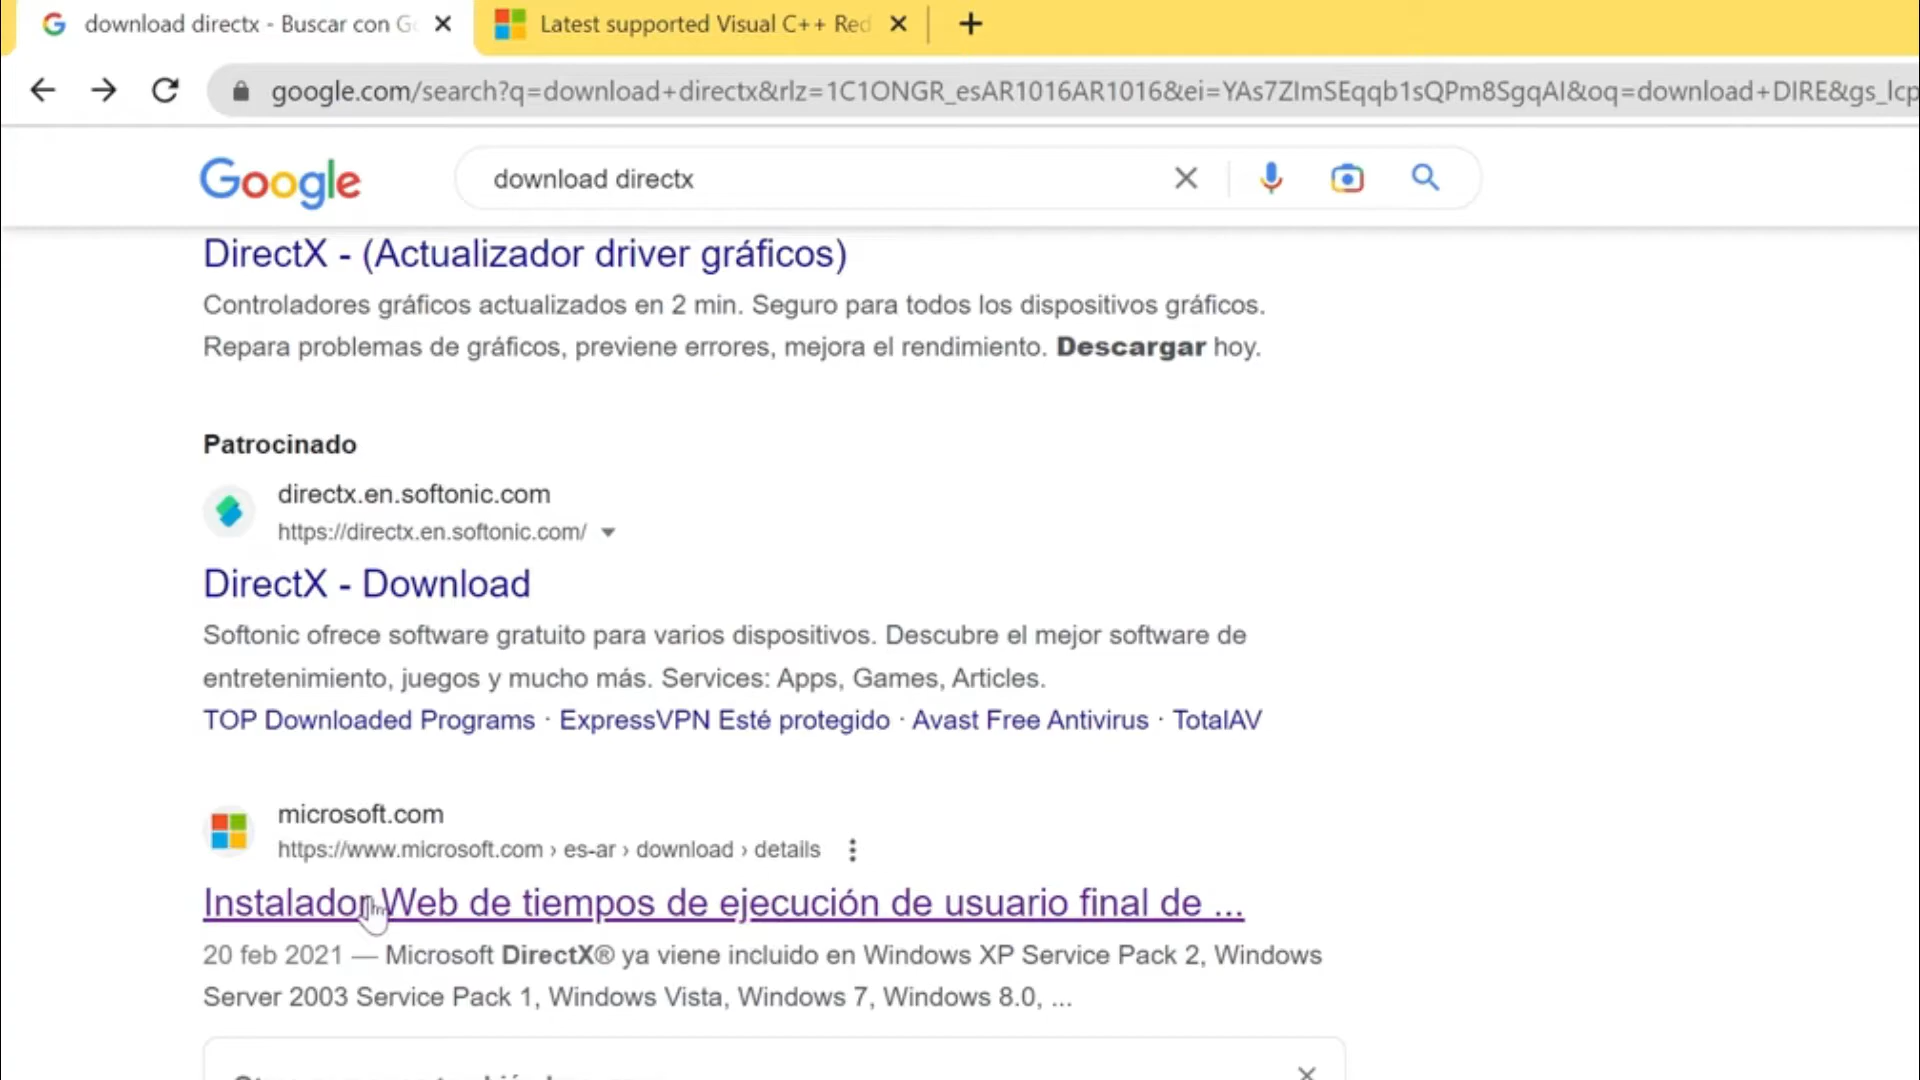 download directx - Buscar con G
Latest supported Visual C++ Red
google.com/search?q=download+directx&rlz=1C1ONGR_esAR1016AR1016&ei=YAs7ZImSEqqb1sQPm8SgqAI&oq=download+DIRE&gs_lcp
Google
download directx
DirectX - (Actualizador driver gráficos)
Controladores gráficos actualizados en 2 min. Seguro para todos los dispositivos gráficos.
Repara problemas de gráficos, previene errores, mejora el rendimiento. Descargar hoy.
Patrocinado
directx.en.softonic.com
https://directx.en.softonic.com/
DirectX - Download
Softonic ofrece software gratuito para varios dispositivos. Descubre el mejor software de
entretenimiento, juegos y mucho más. Services: Apps, Games, Articles.
TOP Downloaded Programs · ExpressVPN Esté protegido · Avast Free Antivirus · TotalAV
microsoft.com
https://www.microsoft.com › es-ar › download › details
Instalador Web de tiempos de ejecución de usuario final de ...
20 feb 2021 — Microsoft DirectX® ya viene incluido en Windows XP Service Pack 2, Windows
Server 2003 Service Pack 1, Windows Vista, Windows 7, Windows 8.0, ...